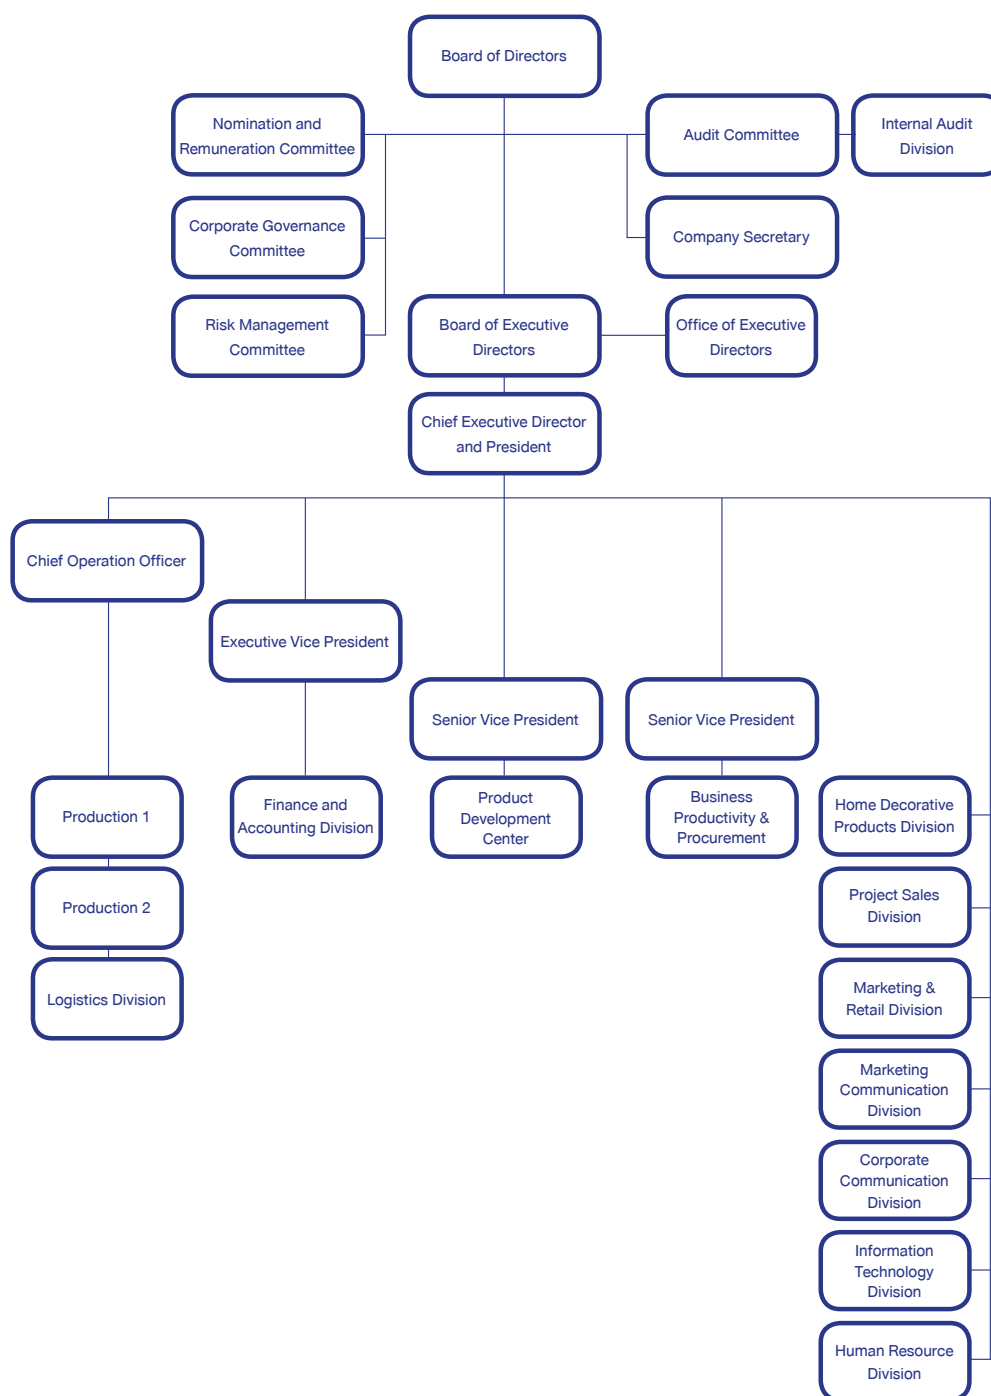 Board of Directors
Nomination and
Remuneration Committee
Audit Committee
Internal Audit
Division
Corporate Governance
Committee
Company Secretary
Risk Management
Committee
Board of Executive
Directors
Office of Executive
Directors
Chief Executive Director
and President
Chief Operation Officer
Executive Vice President
Senior Vice President
Senior Vice President
Production 1
Finance and
Accounting Division
Product
Development
Center
Business
Productivity &
Procurement
Home Decorative
Products Division
Production 2
Project Sales
Division
Logistics Division
Marketing &
Retail Division
Marketing
Communication
Division
Corporate
Communication
Division
Information
Technology
Division
Human Resource
Division